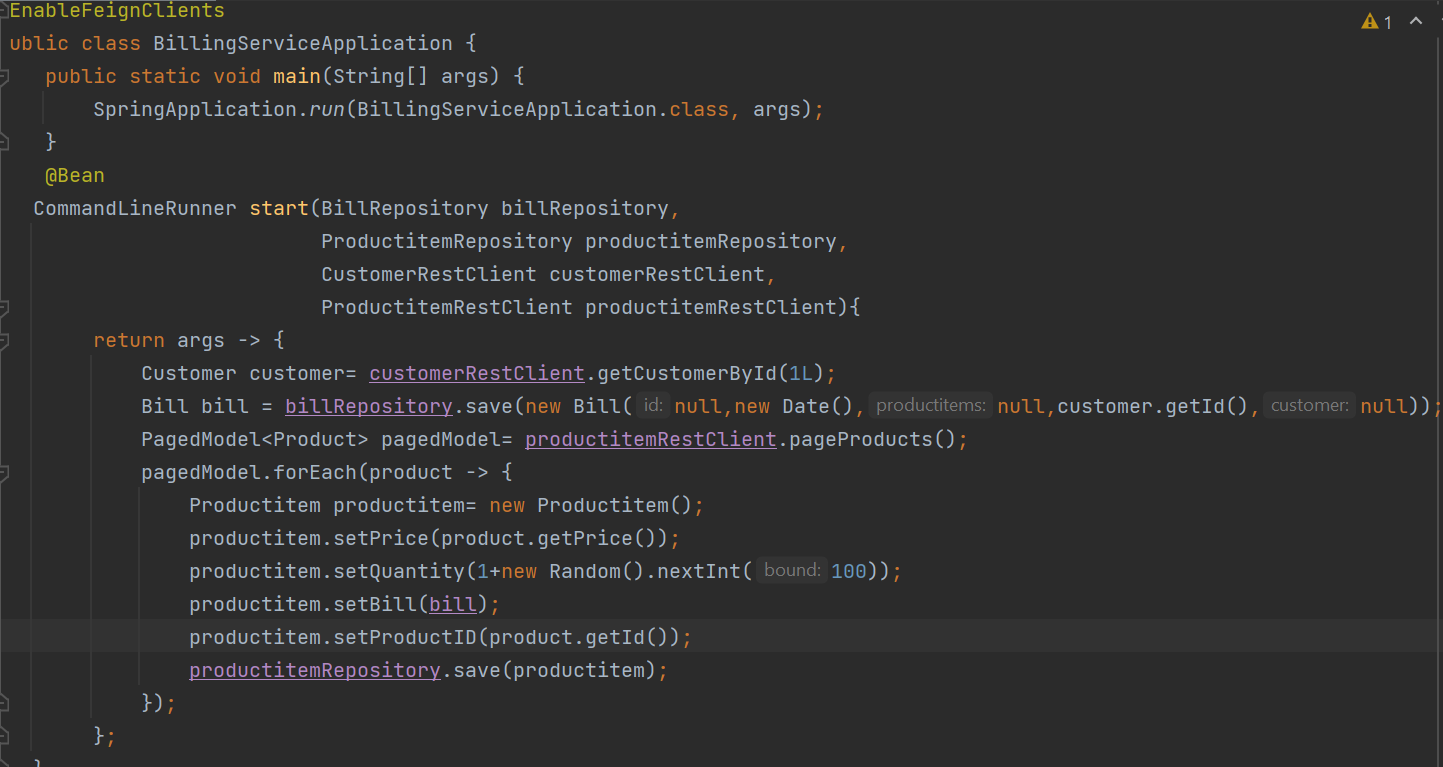 EnableFeignClients
1
ublic class BillingServiceApplication {
public static void main(String[] args) {
SpringApplication.run(BillingServiceApplication.class, args);
}
@Bean
CommandLineRunner start(BillRepository billRepository,
ProductitemRepository productitemRepository,
CustomerRestClient customerRestClient,
ProductitemRestClient productitemRestClient){
return args -> {
Customer customer= customerRestClient.getCustomerById(1L);
Bill bill = billRepository.save(new Bill( id: null,new Date(), productitems: null,customer.getId(), customer: null));
PagedModel<Product> pagedModel= productitemRestClient.pageProducts();
pagedModel.forEach(product -> {
Productitem productitem= new Productitem();
productitem.setPrice(product.getPrice());
productitem.setQuantity(1+new Random().nextInt( bound: 100));
productitem.setBill(bill);
productitem.setProductID(product.getId());
productitemRepository.save(productitem);
});
};
}